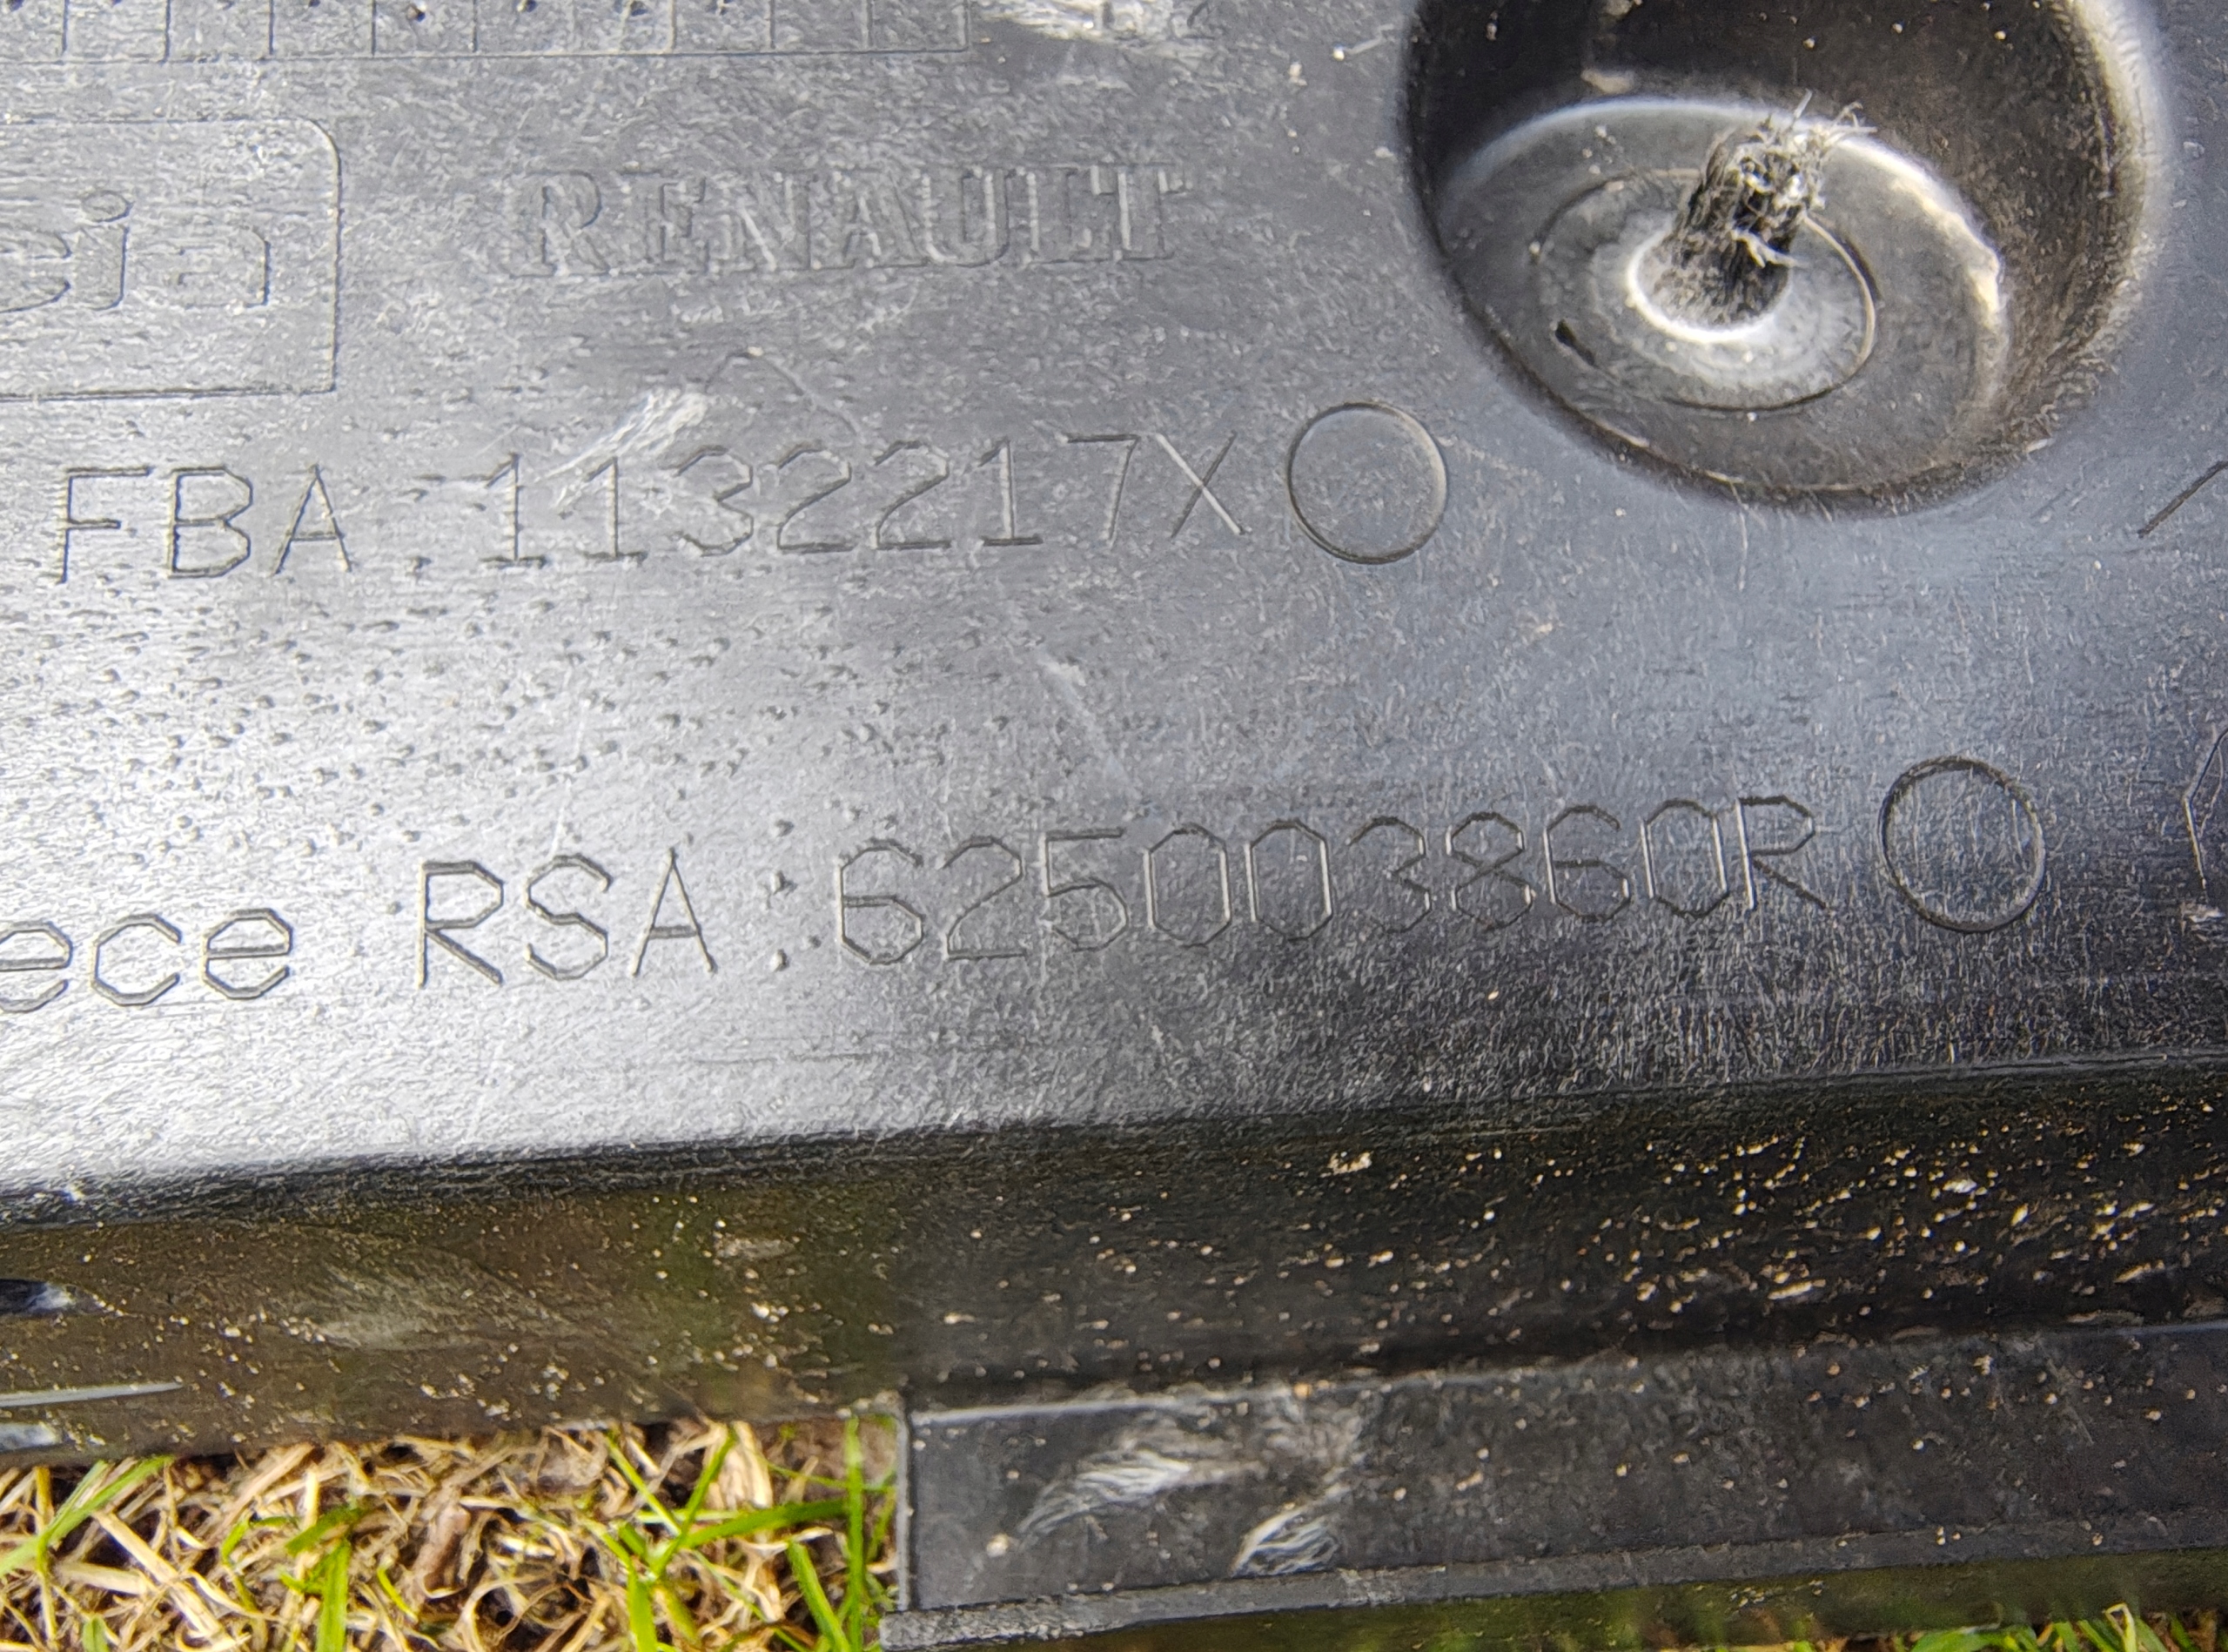 RENAULT
FBA:1132217X
ece RSA:625003860R